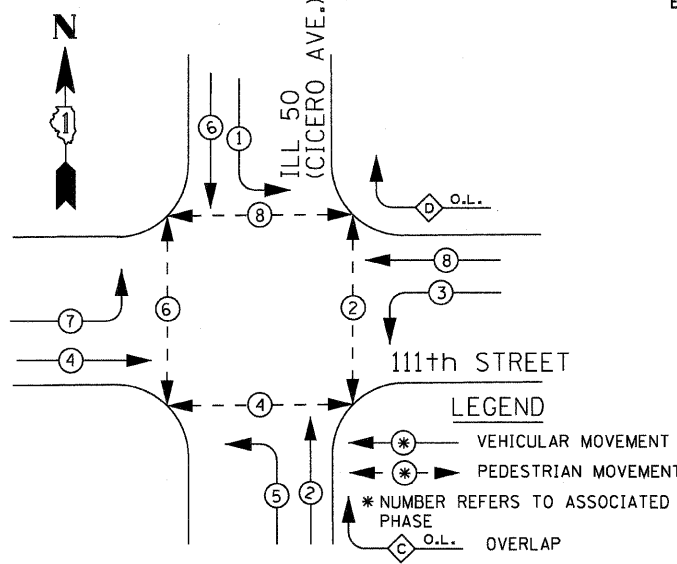 E
N
1
ILL 50
(CICERO AVE.)
6
1
8
D O.L.
8
3
7
6
2
4
111th STREET
4
5
2
LEGEND
* VEHICULAR MOVEMENT
* PEDESTRIAN MOVEMENT
* NUMBER REFERS TO ASSOCIATED
PHASE
C O.L. OVERLAP